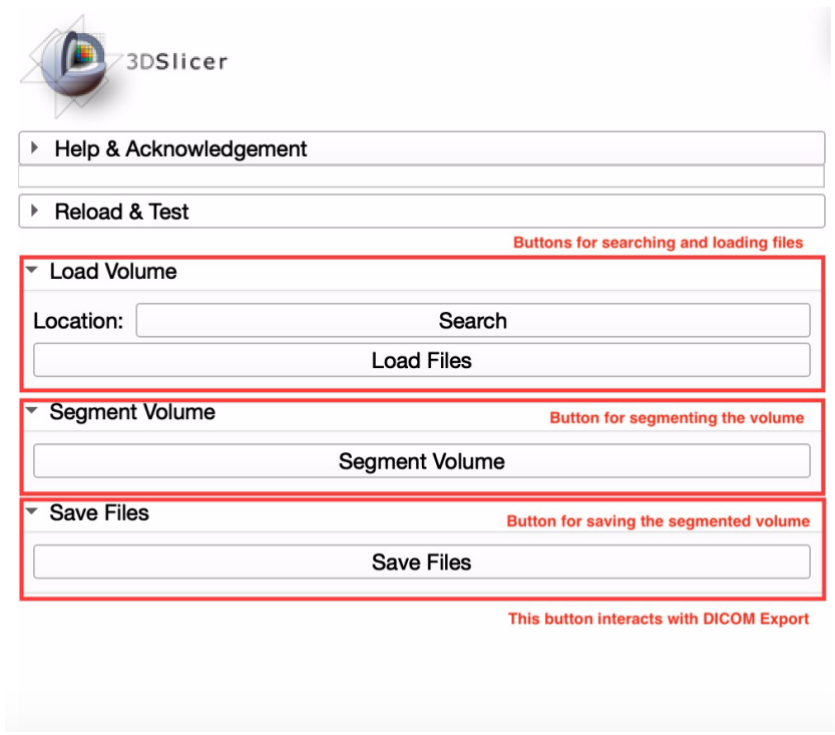 3DSlicer
Help & Acknowledgement
Reload & Test
Buttons for searching and loading files
Load Volume
Location: Search
Load Files
Segment Volume
Button for segmenting the volume
Segment Volume
Save Files
Button for saving the segmented volume
Save Files
This button interacts with DICOM Export